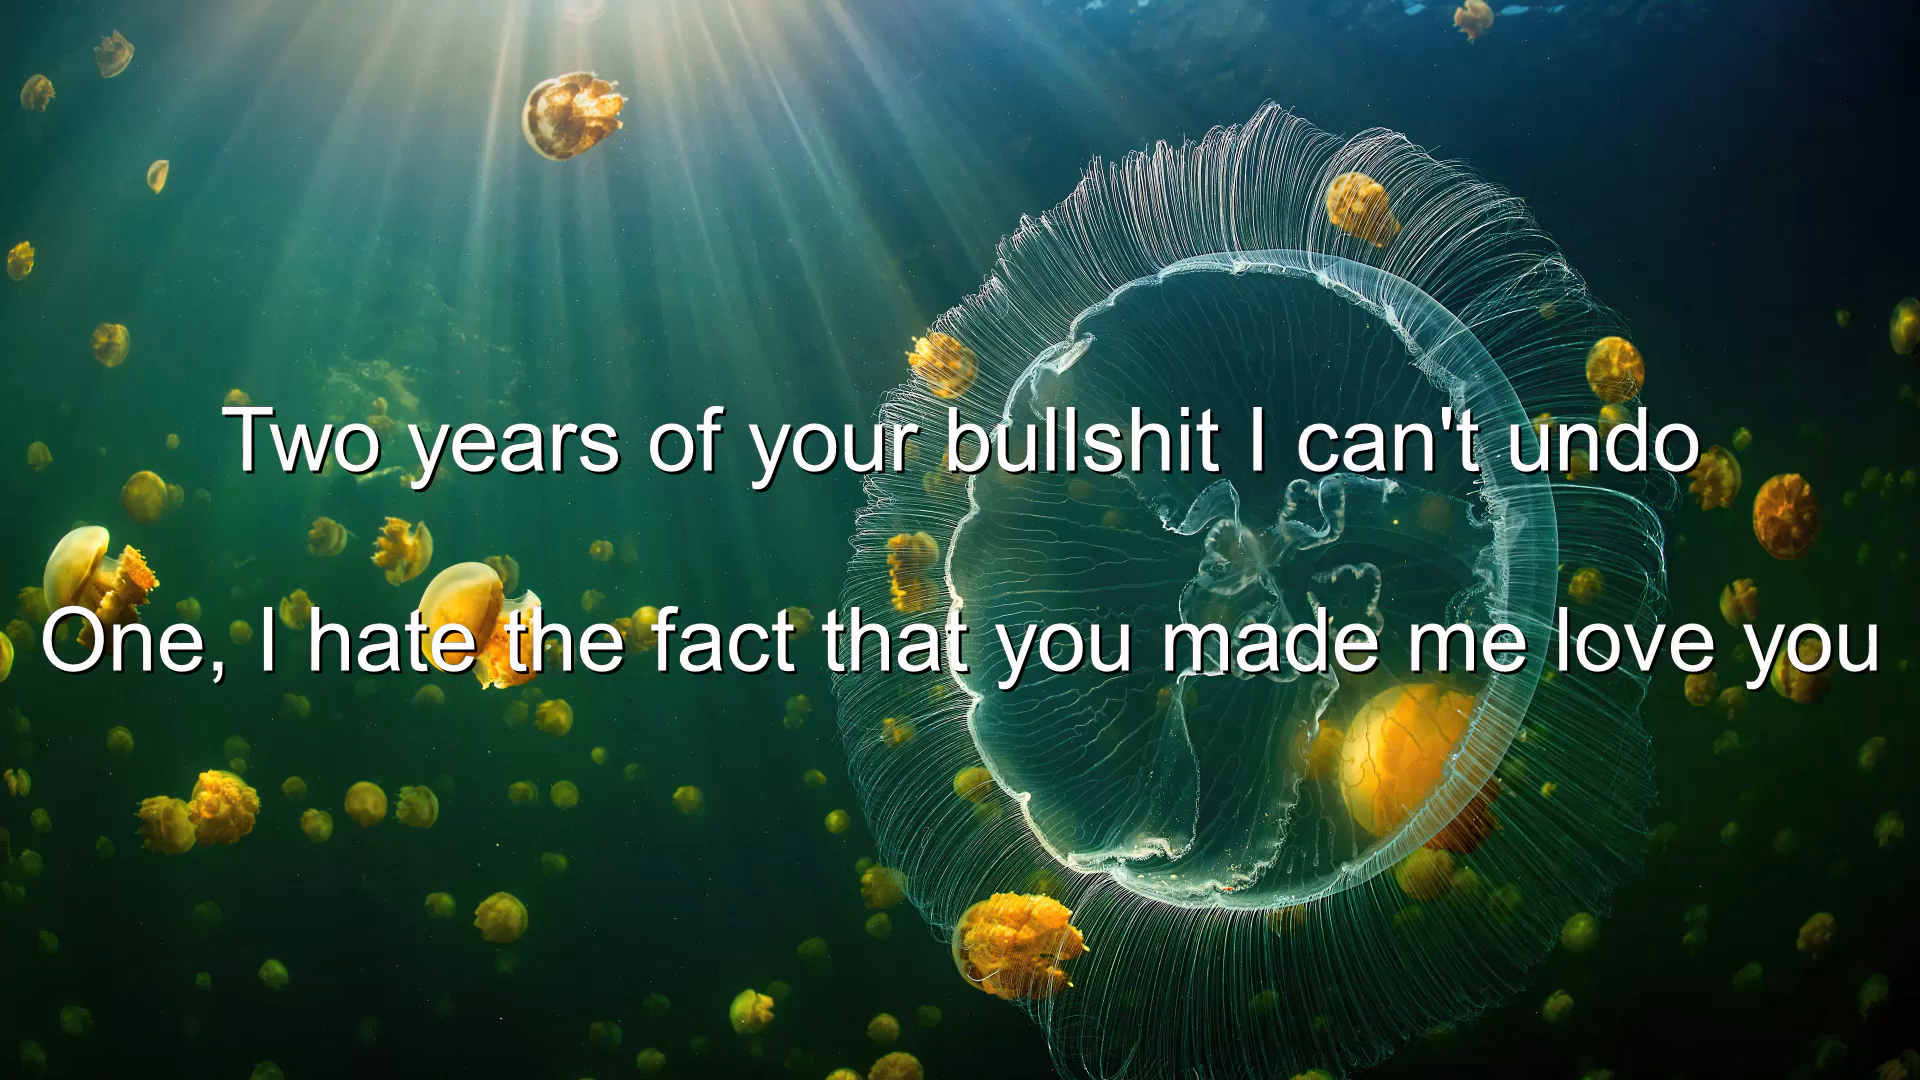 Two years of your bullshit I can't undo
One, I hate the fact that you made me love you